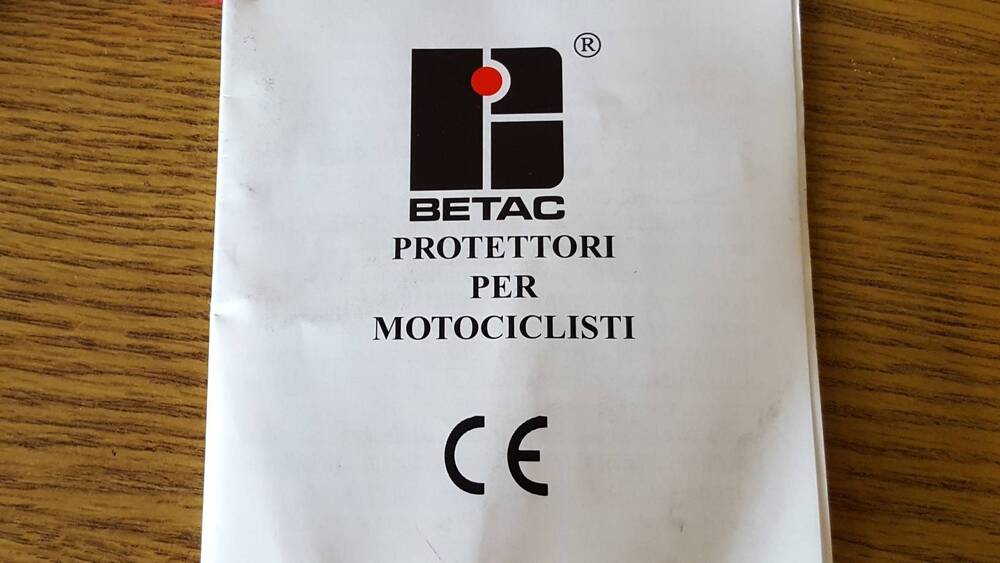 ®
BETAC
PROTETTORI
PER
MOTOCICLISTI
CE